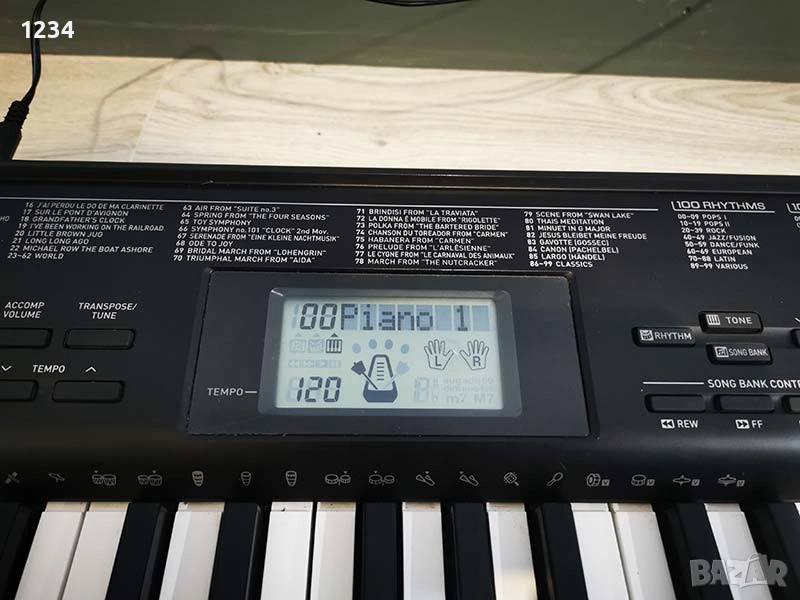 1234
16 J'AI PERDU LE DO DE MA CLARINETTE
17 SUR LE PONT D'AVIGNON
18 GRANDFATHER'S CLOCK
19 I'VE BEEN WORKING ON THE RAILROAD
20 LITTLE BROWN JUG
21 LONG LONG AGO
22 MICHAEL ROW THE BOAT ASHORE
23-62 WORLD
63 AIR FROM "SUITE no.3"
64 SPRING FROM "THE FOUR SEASONS"
65 TOY SYMPHONY
66 SYMPHONY no.101 "CLOCK" 2nd Mov.
67 SERENADE FROM "EINE KLEINE NACHTMUSIK"
68 ODE TO JOY
69 BRIDAL MARCH FROM "LOHENGRIN"
70 TRIUMPHAL MARCH FROM "AIDA"
71 BRINDISI FROM "LA TRAVIATA"
72 LA DONNA È MOBILE FROM "RIGOLETTE"
73 POLKA FROM "THE BARTERED BRIDE"
74 CHANSON DU TOREADOR FROM "CARMEN"
75 HABANERA FROM "CARMEN"
76 PRELUDE FROM "L'ARLÉSIENNE"
77 LE CYGNE FROM "LE CARNAVAL DES ANIMAUX"
78 MARCH FROM "THE NUTCRACKER"
79 SCENE FROM "SWAN LAKE"
80 THAIS MEDITATION
81 MINUET IN G MAJOR
82 JESUS BLEIBET MEINE FREUDE
83 GAVOTTE (GOSSEC)
84 CANON (PACHELBEL)
85 LARGO (HÄNDEL)
86-99 CLASSICS
100 RHYTHMS
00-09 POPS I
10-19 POPS II
20-39 ROCK
40-49 JAZZ/FUSION
50-59 DANCE/FUNK
60-69 EUROPEAN
70-88 LATIN
89-99 VARIOUS
ACCOMP VOLUME
TRANSPOSE/
TUNE
TEMPO
TEMPO
00 Piano 1
L R
120
m7 M7
TONE
RHYTHM
SONG BANK
SONG BANK CONT
REW
FF
BAZAR